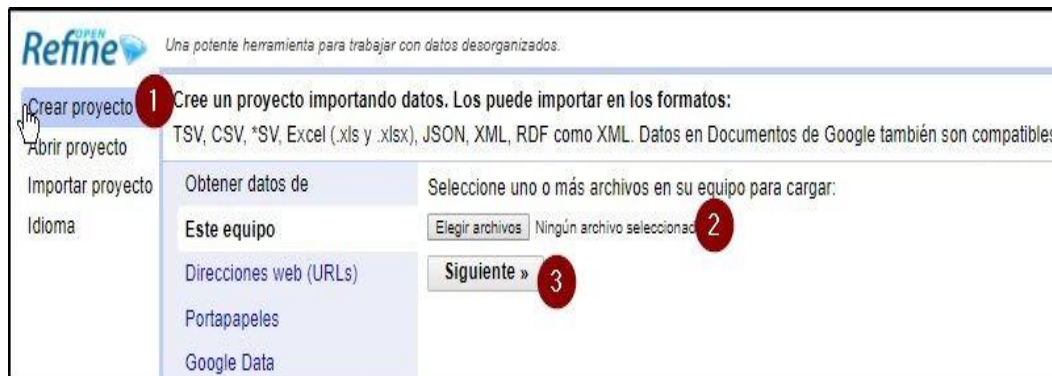 OPEN
Refine
Una potente herramienta para trabajar con datos desorganizados.
Crear proyecto
1
Abrir proyecto
Importar proyecto
Idioma
Cree un proyecto importando datos. Los puede importar en los formatos:
TSV, CSV, *SV, Excel (.xls y .xlsx), JSON, XML, RDF como XML. Datos en Documentos de Google también son compatibles
Obtener datos de
Este equipo
Direcciones web (URLs)
Portapapeles
Google Data
Seleccione uno o más archivos en su equipo para cargar:
Elegir archivos Ningún archivo seleccionad
2
Siguiente »
3